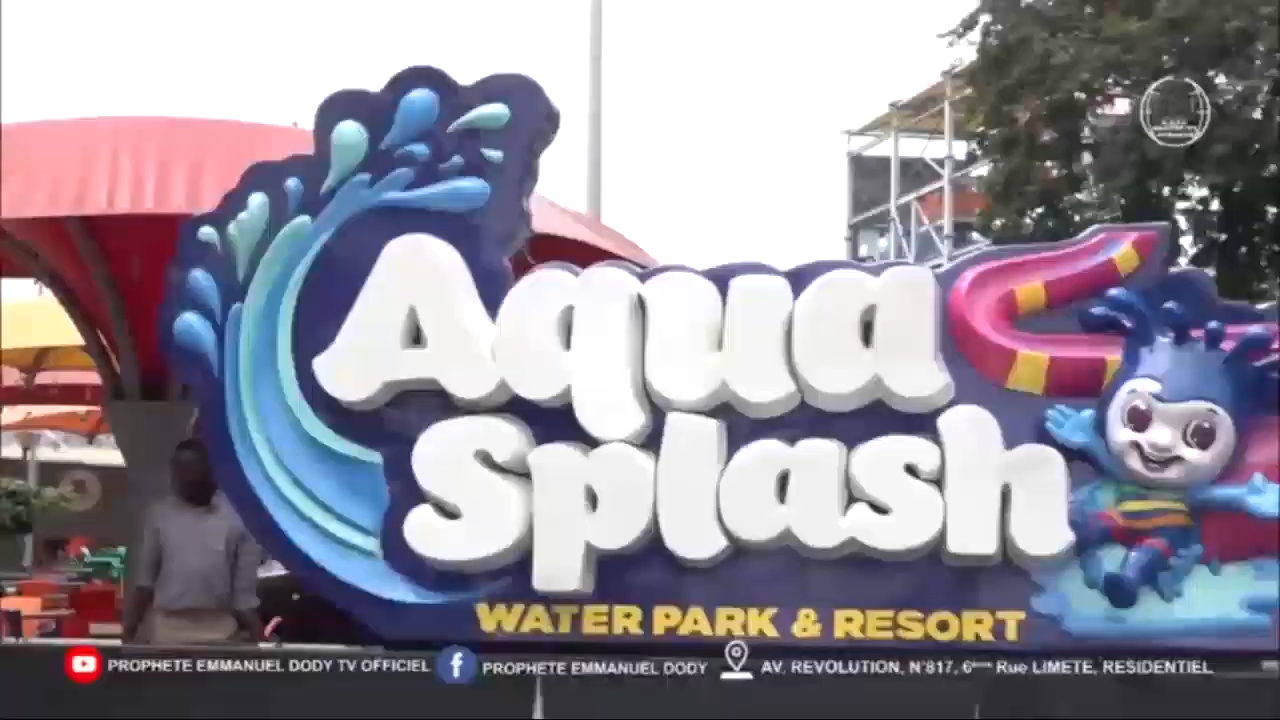 Aqua
Splash
WATER PARK & RESORT
PROPHETE EMMANUEL DODY TV OFFICIEL PROPHETE EMMANUEL DODY AV. REVOLUTION, N°817, 6ème Rue LIMETE, RESIDENTIEL